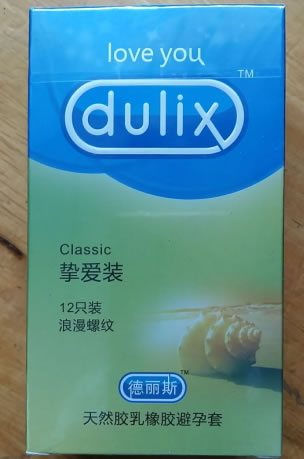 love you
dulix
TM
Classic
挚爱装
12只装
浪漫螺纹
德丽斯
TM
天然胶乳橡胶避孕套